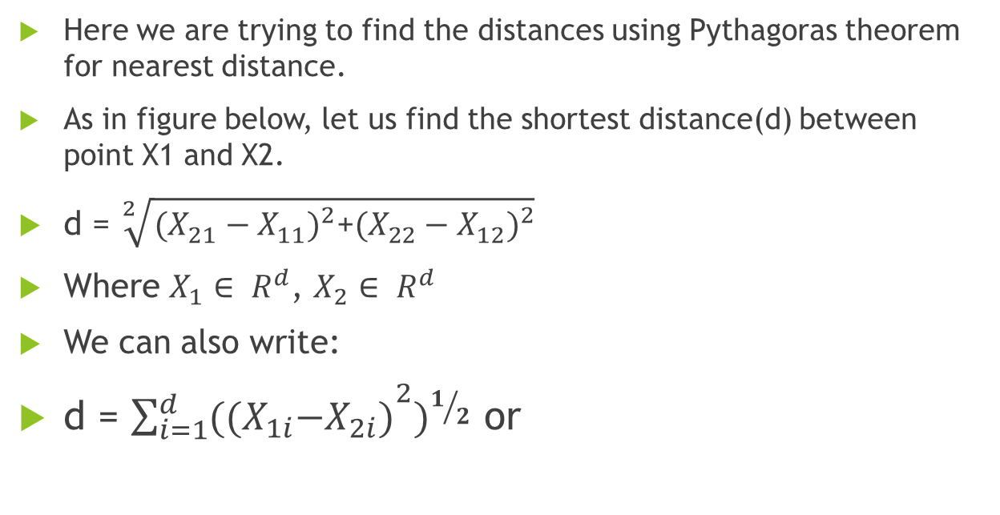 ▶ Here we are trying to find the distances using Pythagoras theorem
for nearest distance.
▶ As in figure below, let us find the shortest distance(d) between
point X1 and X2.
▶ d = $\sqrt[2]{(X_{21} - X_{11})^2 + (X_{22} - X_{12})^2}$
▶ Where $X_1 \in R^d, X_2 \in R^d$
▶ We can also write:
▶ d = $\sum_{i=1}^{d}((X_{1i} - X_{2i})^2)^{1/2}$ or